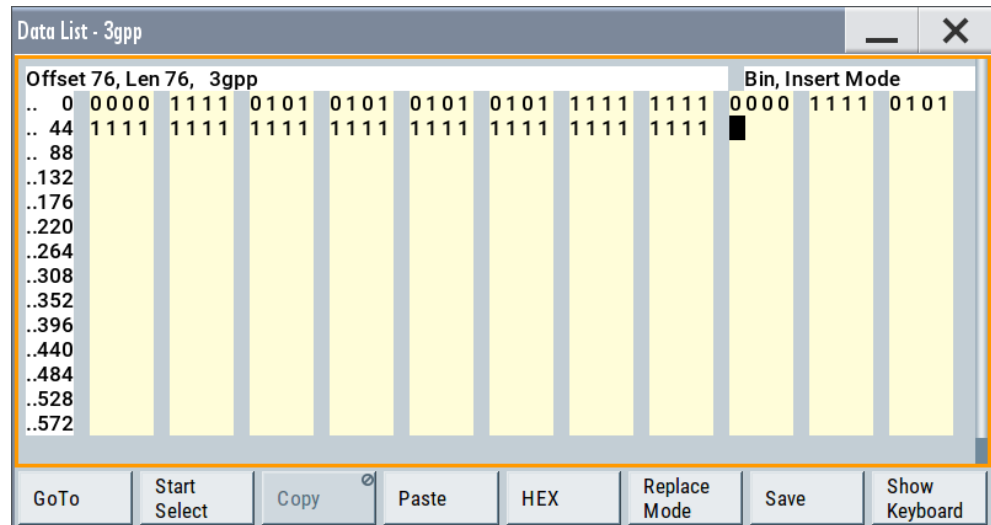 Data List - 3gpp
Offset 76, Len 76, 3gpp Bin, Insert Mode
.. 0 0000 1111 0101 0101 0101 0101 1111 1111 0000 1111 0101
.. 44 1111 1111 1111 1111 1111 1111 1111 1111
.. 88
..132
..176
..220
..264
..308
..352
..396
..440
..484
..528
..572
GoTo Start Select Copy Paste HEX Replace Mode Save Show Keyboard